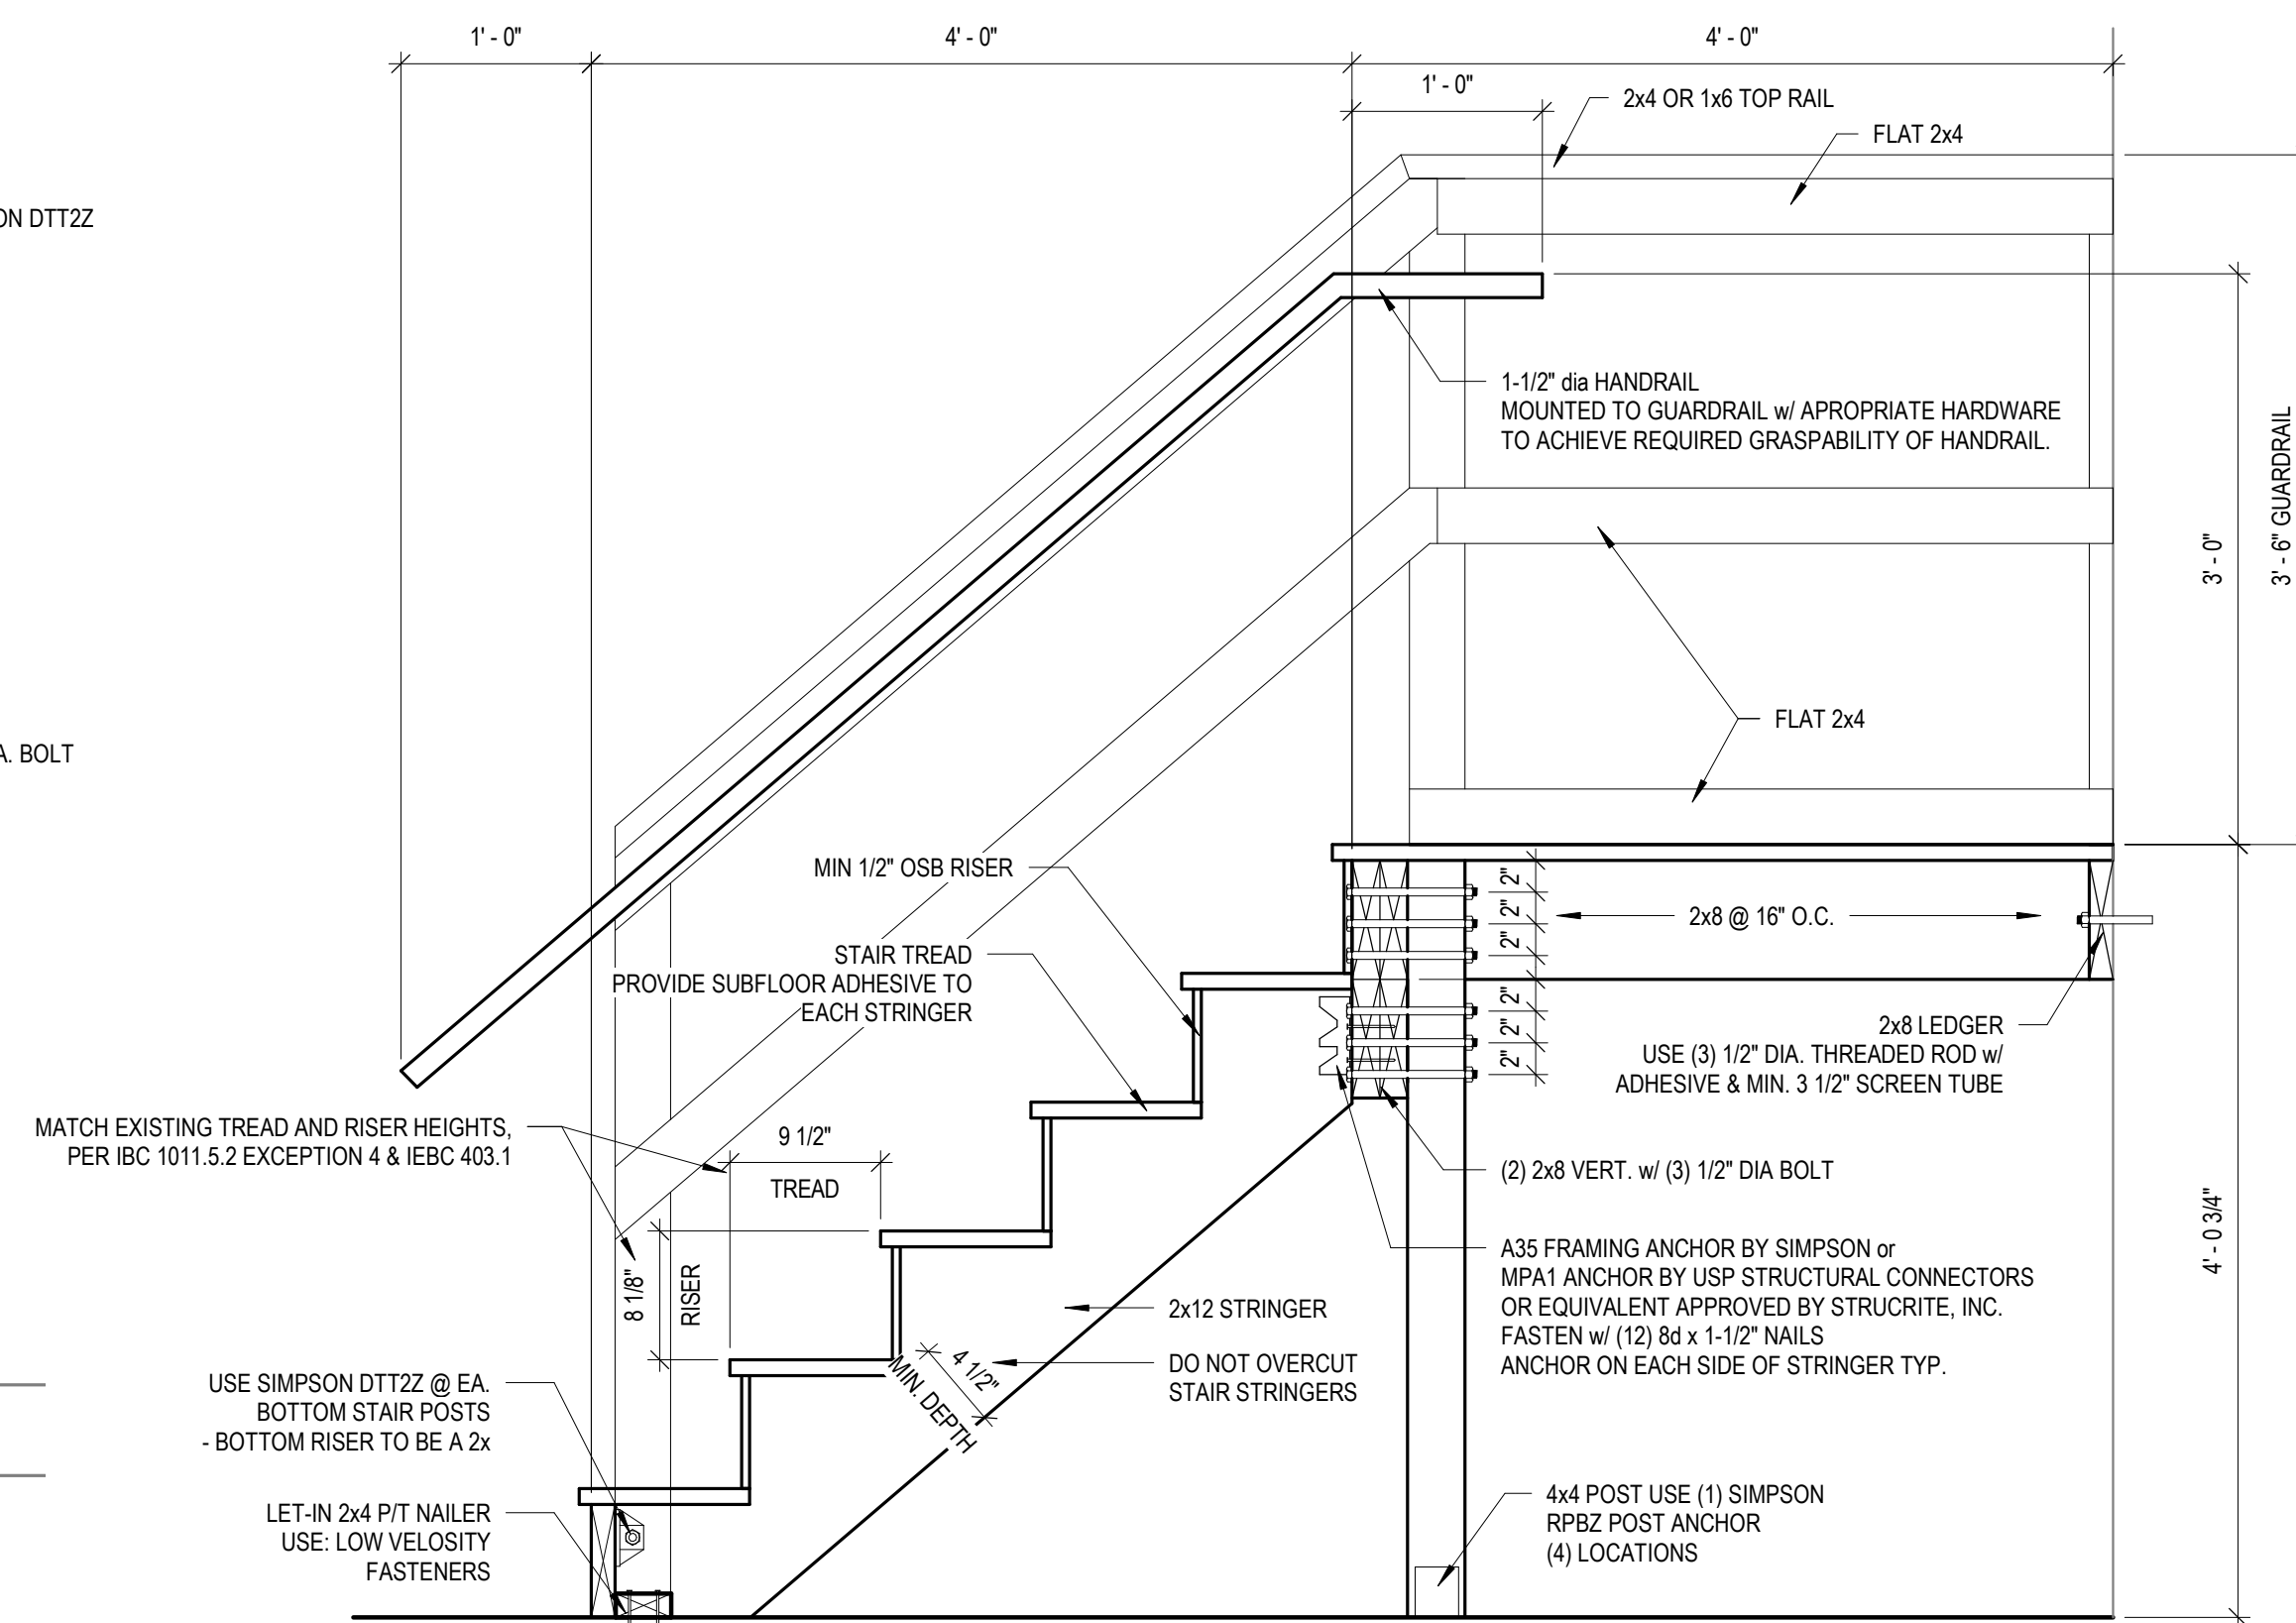 1' - 0"
4' - 0"
4' - 0"
1' - 0"
2x4 OR 1x6 TOP RAIL
FLAT 2x4
ON DTT2Z
1-1/2" dia HANDRAIL
MOUNTED TO GUARDRAIL w/ APROPRIATE HARDWARE
TO ACHIEVE REQUIRED GRASPABILITY OF HANDRAIL.
3' - 0"
3' - 6" GUARDRAIL
FLAT 2x4
A. BOLT
MIN 1/2" OSB RISER
STAIR TREAD
PROVIDE SUBFLOOR ADHESIVE TO
EACH STRINGER
2"
2"
2"
2"
2"
2"
2x8 @ 16" O.C.
2x8 LEDGER
USE (3) 1/2" DIA. THREADED ROD w/
ADHESIVE & MIN. 3 1/2" SCREEN TUBE
MATCH EXISTING TREAD AND RISER HEIGHTS,
PER IBC 1011.5.2 EXCEPTION 4 & IEBC 403.1
9 1/2"
TREAD
8 1/8"
RISER
(2) 2x8 VERT. w/ (3) 1/2" DIA BOLT
A35 FRAMING ANCHOR BY SIMPSON or
MPA1 ANCHOR BY USP STRUCTURAL CONNECTORS
OR EQUIVALENT APPROVED BY STRUCRITE, INC.
FASTEN w/ (12) 8d x 1-1/2" NAILS
ANCHOR ON EACH SIDE OF STRINGER TYP.
4' - 0 3/4"
2x12 STRINGER
DO NOT OVERCUT
STAIR STRINGERS
4 1/2"
MIN. DEPTH
USE SIMPSON DTT2Z @ EA.
BOTTOM STAIR POSTS
- BOTTOM RISER TO BE A 2x
LET-IN 2x4 P/T NAILER
USE: LOW VELOSITY
FASTENERS
4x4 POST USE (1) SIMPSON
RPBZ POST ANCHOR
(4) LOCATIONS